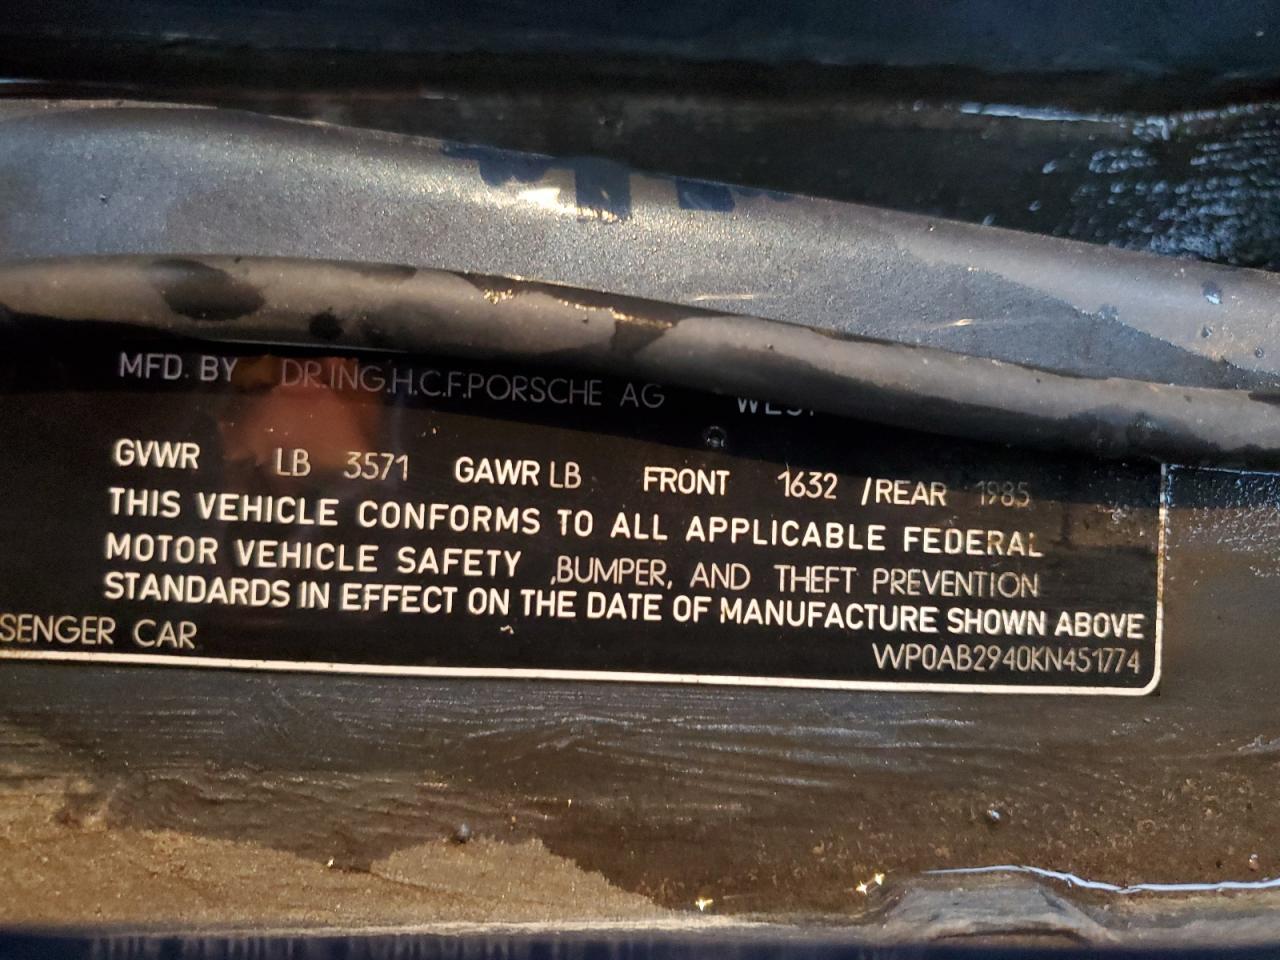 MFD. BY DR.ING.H.C.F.PORSCHE AG
GVWR LB 3571 GAWR LB FRONT 1632 /REAR 1985
THIS VEHICLE CONFORMS TO ALL APPLICABLE FEDERAL
MOTOR VEHICLE SAFETY ,BUMPER, AND THEFT PREVENTION
STANDARDS IN EFFECT ON THE DATE OF MANUFACTURE SHOWN ABOVE
SENGER CAR WP0AB2940KN451774